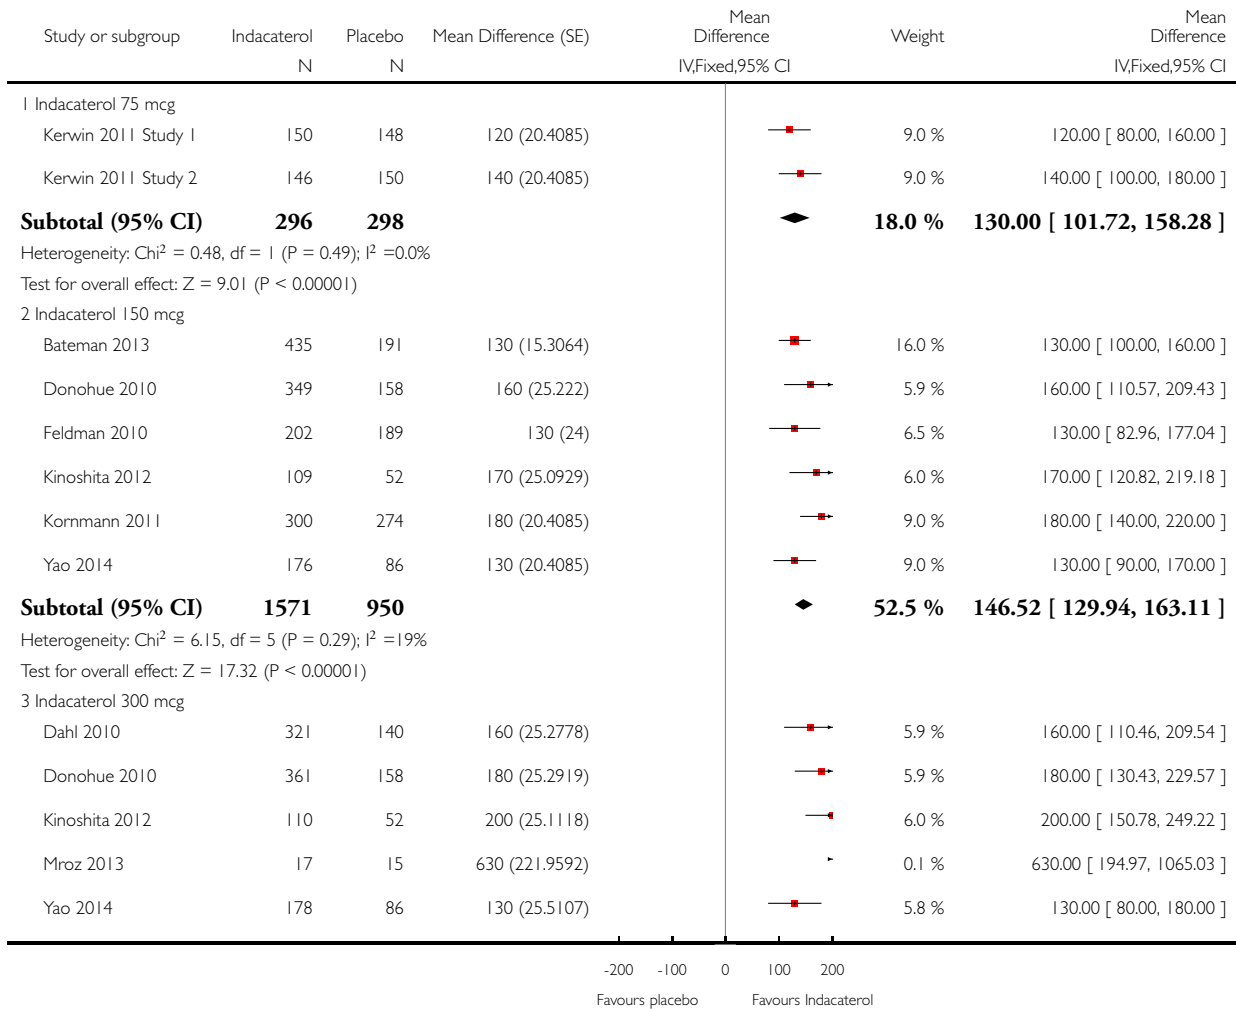 Study or subgroup Indacaterol Placebo Mean Difference (SE) Mean Difference Weight Mean Difference
N N IV,Fixed,95% CI IV,Fixed,95% CI
1 Indacaterol 75 mcg
Kerwin 2011 Study 1 150 148 120 (20.4085) 9.0 % 120.00 [ 80.00, 160.00 ]
Kerwin 2011 Study 2 146 150 140 (20.4085) 9.0 % 140.00 [ 100.00, 180.00 ]
Subtotal (95% CI) 296 298 18.0 % 130.00 [ 101.72, 158.28 ]
Heterogeneity: Chi² = 0.48, df = 1 (P = 0.49); I² =0.0%
Test for overall effect: Z = 9.01 (P < 0.00001)
2 Indacaterol 150 mcg
Bateman 2013 435 191 130 (15.3064) 16.0 % 130.00 [ 100.00, 160.00 ]
Donohue 2010 349 158 160 (25.222) 5.9 % 160.00 [ 110.57, 209.43 ]
Feldman 2010 202 189 130 (24) 6.5 % 130.00 [ 82.96, 177.04 ]
Kinoshita 2012 109 52 170 (25.0929) 6.0 % 170.00 [ 120.82, 219.18 ]
Kornmann 2011 300 274 180 (20.4085) 9.0 % 180.00 [ 140.00, 220.00 ]
Yao 2014 176 86 130 (20.4085) 9.0 % 130.00 [ 90.00, 170.00 ]
Subtotal (95% CI) 1571 950 52.5 % 146.52 [ 129.94, 163.11 ]
Heterogeneity: Chi² = 6.15, df = 5 (P = 0.29); I² =19%
Test for overall effect: Z = 17.32 (P < 0.00001)
3 Indacaterol 300 mcg
Dahl 2010 321 140 160 (25.2778) 5.9 % 160.00 [ 110.46, 209.54 ]
Donohue 2010 361 158 180 (25.2919) 5.9 % 180.00 [ 130.43, 229.57 ]
Kinoshita 2012 110 52 200 (25.1118) 6.0 % 200.00 [ 150.78, 249.22 ]
Mroz 2013 17 15 630 (221.9592) 0.1 % 630.00 [ 194.97, 1065.03 ]
Yao 2014 178 86 130 (25.5107) 5.8 % 130.00 [ 80.00, 180.00 ]
-200 -100 0 100 200
Favours placebo Favours Indacaterol